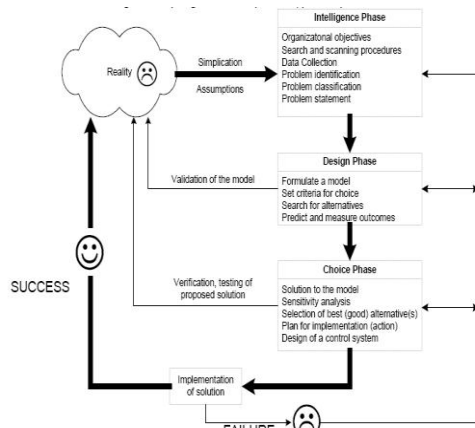 Intelligence Phase
Organizatonal objectives
Search and scanning procedures
Data Collection
Problem identification
Problem classification
Problem statement
Reality
Simplication
Assumptions
Design Phase
Formulate a model
Set criteria for choice
Search for alternatives
Predict and measure outcomes
Validation of the model
Choice Phase
Solution to the model
Sensitivity analysis
Selection of best (good) alternative(s)
Plan for implementation (action)
Design of a control system
Verification, testing of
proposed solution
SUCCESS
Implementation
of solution
FAILURE